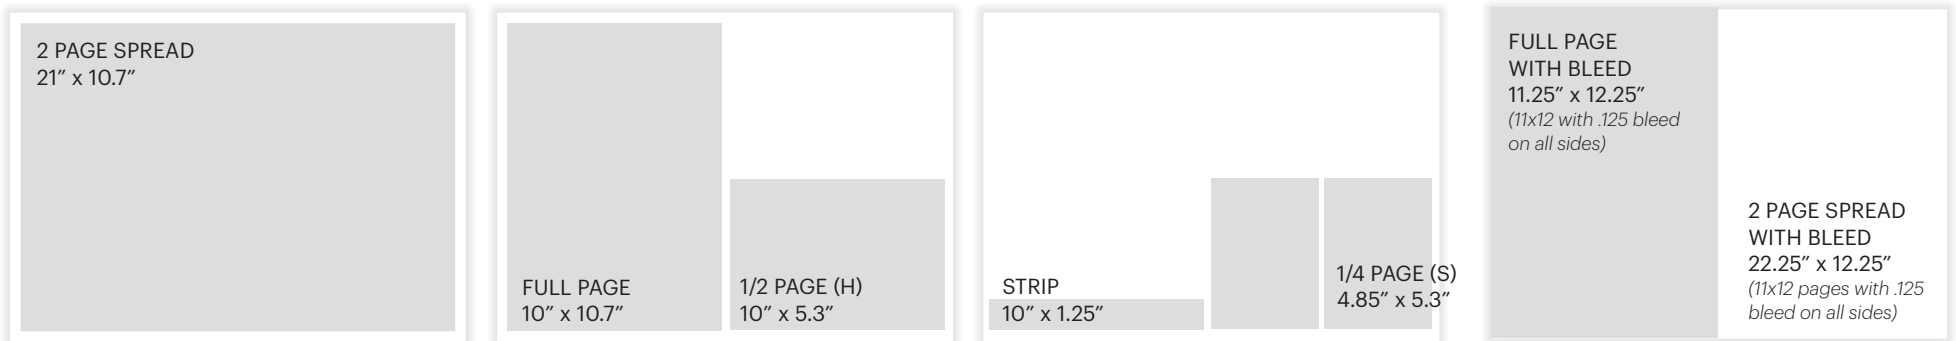 2 PAGE SPREAD
21” x 10.7”
FULL PAGE
10” x 10.7”
1/2 PAGE (H)
10” x 5.3”
STRIP
10” x 1.25”
1/4 PAGE (S)
4.85” x 5.3”
FULL PAGE
WITH BLEED
11.25” x 12.25”
(11x12 with .125 bleed
on all sides)
2 PAGE SPREAD
WITH BLEED
22.25” x 12.25”
(11x12 pages with .125
bleed on all sides)